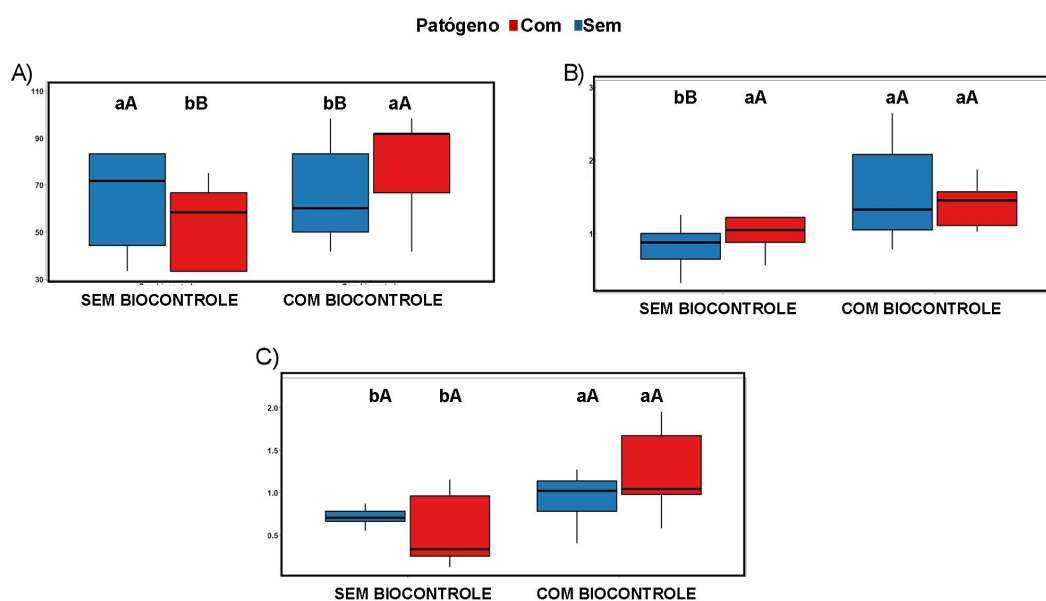 Patógeno Com Sem
A)
aA bB bB aA
110
90
70
50
30
SEM BIOCONTROLE COM BIOCONTROLE
B)
bB aA aA aA
3
2
1
SEM BIOCONTROLE COM BIOCONTROLE
C)
bA bA aA aA
2.0
1.5
1.0
0.5
SEM BIOCONTROLE COM BIOCONTROLE